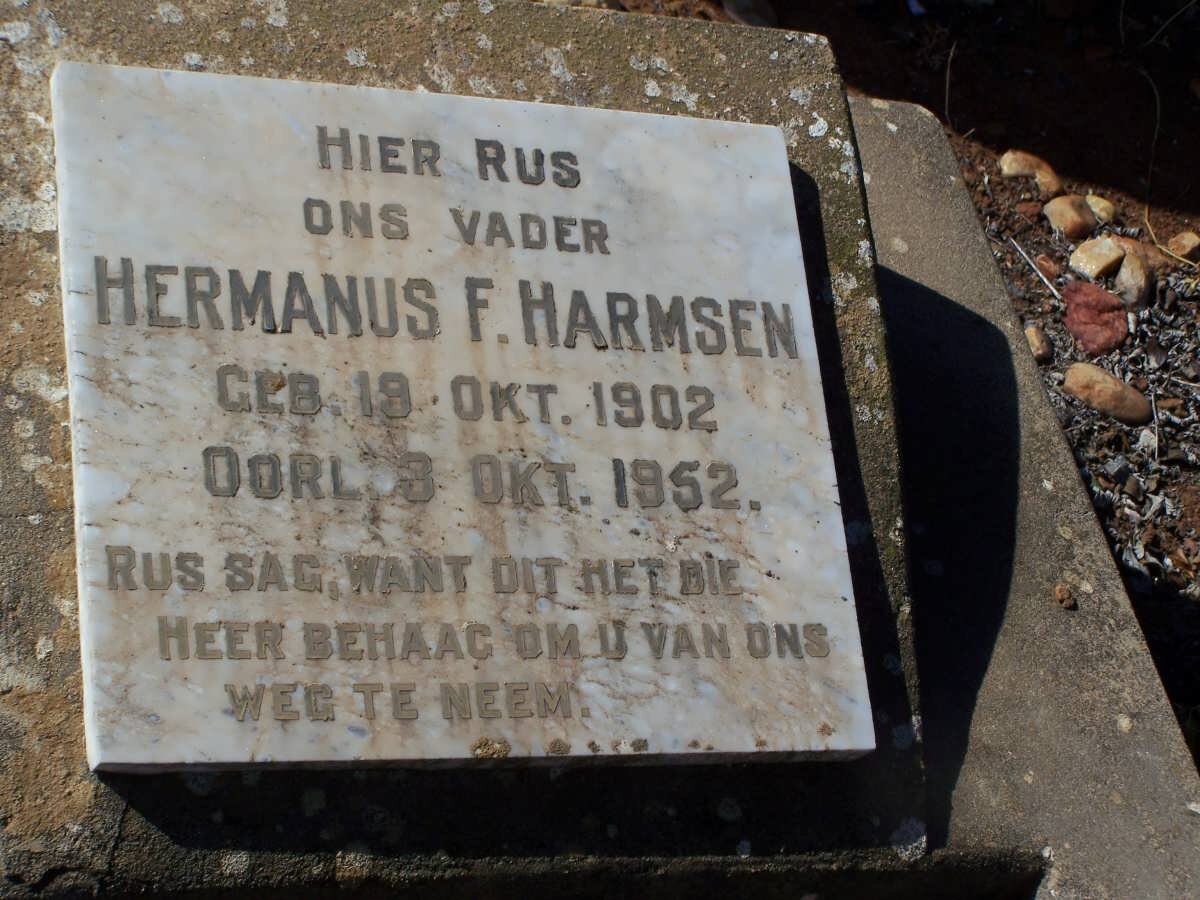 HIER RUS
ONS VADER
HERMANUS F. HARMSEN
GEB. 19 OKT. 1902
OORL. 3 OKT. 1952.
RUS SAG, WANT DIT HET DIE
HEER BEHAAG OM U VAN ONS
WEG TE NEEM.